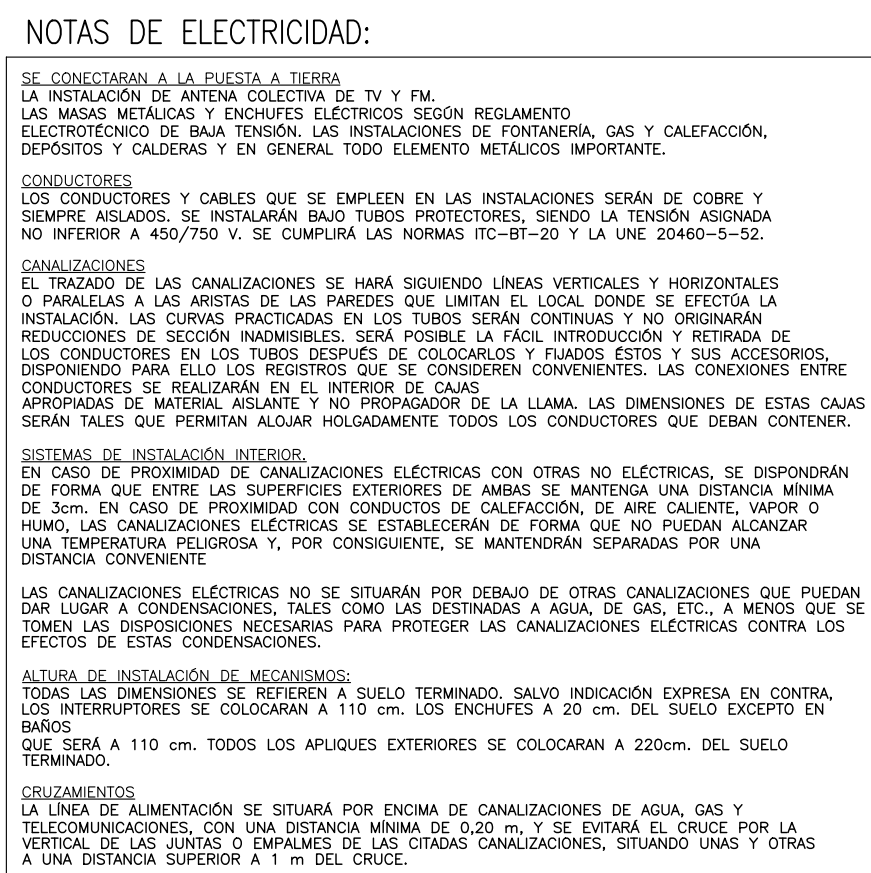 NOTAS DE ELECTRICIDAD:
SE CONECTARAN A LA PUESTA A TIERRA
LA INSTALACIÓN DE ANTENA COLECTIVA DE TV Y FM.
LAS MASAS METÁLICAS Y ENCHUFES ELÉCTRICOS SEGÚN REGLAMENTO
ELECTROTÉCNICO DE BAJA TENSIÓN. LAS INSTALACIONES DE FONTANERÍA, GAS Y CALEFACCIÓN,
DEPÓSITOS Y CALDERAS Y EN GENERAL TODO ELEMENTO METÁLICOS IMPORTANTE.
CONDUCTORES
LOS CONDUCTORES Y CABLES QUE SE EMPLEEN EN LAS INSTALACIONES SERÁN DE COBRE Y
SIEMPRE AISLADOS. SE INSTALARÁN BAJO TUBOS PROTECTORES, SIENDO LA TENSIÓN ASIGNADA
NO INFERIOR A 450/750 V. SE CUMPLIRÁ LAS NORMAS ITC-BT-20 Y LA UNE 20460-5-52.
CANALIZACIONES
EL TRAZADO DE LAS CANALIZACIONES SE HARÁ SIGUIENDO LÍNEAS VERTICALES Y HORIZONTALES
O PARALELAS A LAS ARISTAS DE LAS PAREDES QUE LIMITAN EL LOCAL DONDE SE EFECTÚA LA
INSTALACIÓN. LAS CURVAS PRACTICADAS EN LOS TUBOS SERÁN CONTINUAS Y NO ORIGINARÁN
REDUCCIONES DE SECCIÓN INADMISIBLES. SERÁ POSIBLE LA FÁCIL INTRODUCCIÓN Y RETIRADA DE
LOS CONDUCTORES EN LOS TUBOS DESPUÉS DE COLOCARLOS Y FIJADOS ÉSTOS Y SUS ACCESORIOS,
DISPONIENDO PARA ELLO LOS REGISTROS QUE SE CONSIDEREN CONVENIENTES. LAS CONEXIONES ENTRE
CONDUCTORES SE REALIZARÁN EN EL INTERIOR DE CAJAS
APROPIADAS DE MATERIAL AISLANTE Y NO PROPAGADOR DE LA LLAMA. LAS DIMENSIONES DE ESTAS CAJAS
SERÁN TALES QUE PERMITAN ALOJAR HOLGADAMENTE TODOS LOS CONDUCTORES QUE DEBAN CONTENER.
SISTEMAS DE INSTALACIÓN INTERIOR.
EN CASO DE PROXIMIDAD DE CANALIZACIONES ELÉCTRICAS CON OTRAS NO ELÉCTRICAS, SE DISPONDRÁN
DE FORMA QUE ENTRE LAS SUPERFICIES EXTERIORES DE AMBAS SE MANTENGA UNA DISTANCIA MÍNIMA
DE 3cm. EN CASO DE PROXIMIDAD CON CONDUCTOS DE CALEFACCIÓN, DE AIRE CALIENTE, VAPOR O
HUMO, LAS CANALIZACIONES ELÉCTRICAS SE ESTABLECERÁN DE FORMA QUE NO PUEDAN ALCANZAR
UNA TEMPERATURA PELIGROSA Y, POR CONSIGUIENTE, SE MANTENDRÁN SEPARADAS POR UNA
DISTANCIA CONVENIENTE
LAS CANALIZACIONES ELÉCTRICAS NO SE SITUARÁN POR DEBAJO DE OTRAS CANALIZACIONES QUE PUEDAN
DAR LUGAR A CONDENSACIONES, TALES COMO LAS DESTINADAS A AGUA, DE GAS, ETC., A MENOS QUE SE
TOMEN LAS DISPOSICIONES NECESARIAS PARA PROTEGER LAS CANALIZACIONES ELÉCTRICAS CONTRA LOS
EFECTOS DE ESTAS CONDENSACIONES.
ALTURA DE INSTALACIÓN DE MECANISMOS:
TODAS LAS DIMENSIONES SE REFIEREN A SUELO TERMINADO. SALVO INDICACIÓN EXPRESA EN CONTRA,
LOS INTERRUPTORES SE COLOCARAN A 110 cm. LOS ENCHUFES A 20 cm. DEL SUELO EXCEPTO EN
BAÑOS
QUE SERÁ A 110 cm. TODOS LOS APLIQUES EXTERIORES SE COLOCARAN A 220cm. DEL SUELO
TERMINADO.
CRUZAMIENTOS
LA LÍNEA DE ALIMENTACIÓN SE SITUARÁ POR ENCIMA DE CANALIZACIONES DE AGUA, GAS Y
TELECOMUNICACIONES, CON UNA DISTANCIA MÍNIMA DE 0,20 m, Y SE EVITARÁ EL CRUCE POR LA
VERTICAL DE LAS JUNTAS O EMPALMES DE LAS CITADAS CANALIZACIONES, SITUANDO UNAS Y OTRAS
A UNA DISTANCIA SUPERIOR A 1 m DEL CRUCE.